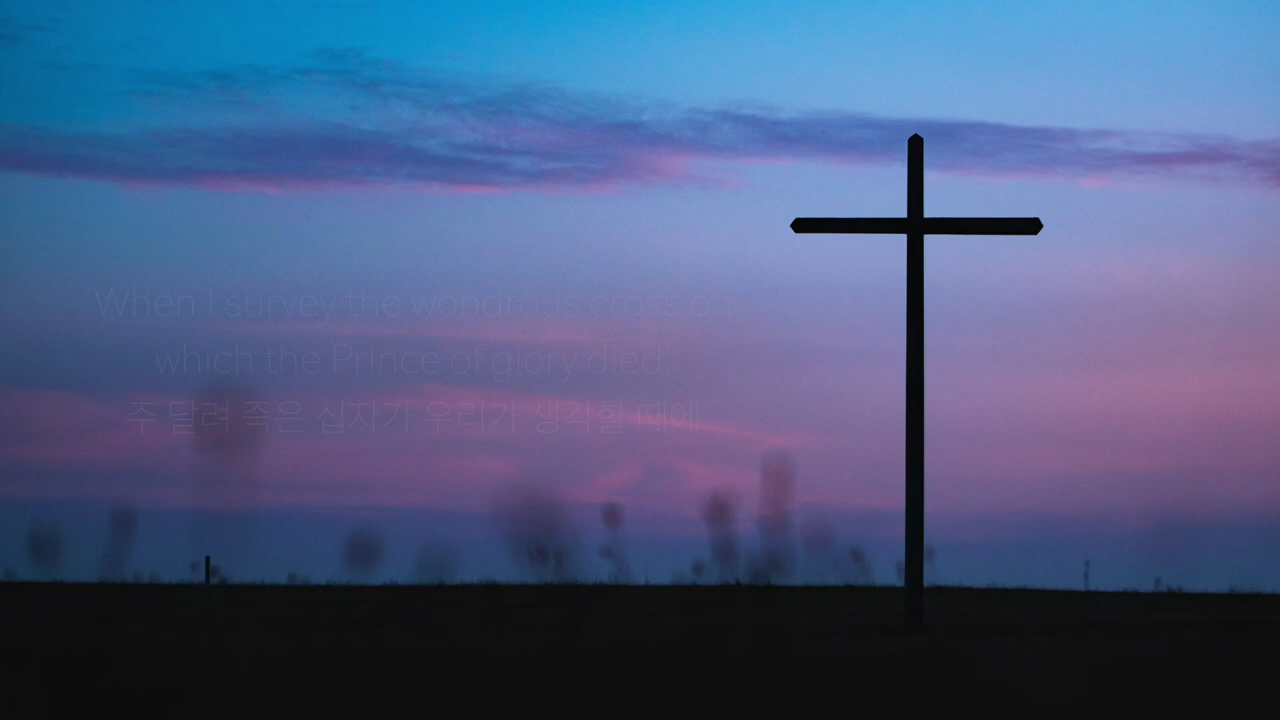 When I survey the wondrous cross on
which the Prince of glory died,
주 달려 죽은 십자가 우리가 생각할 때에